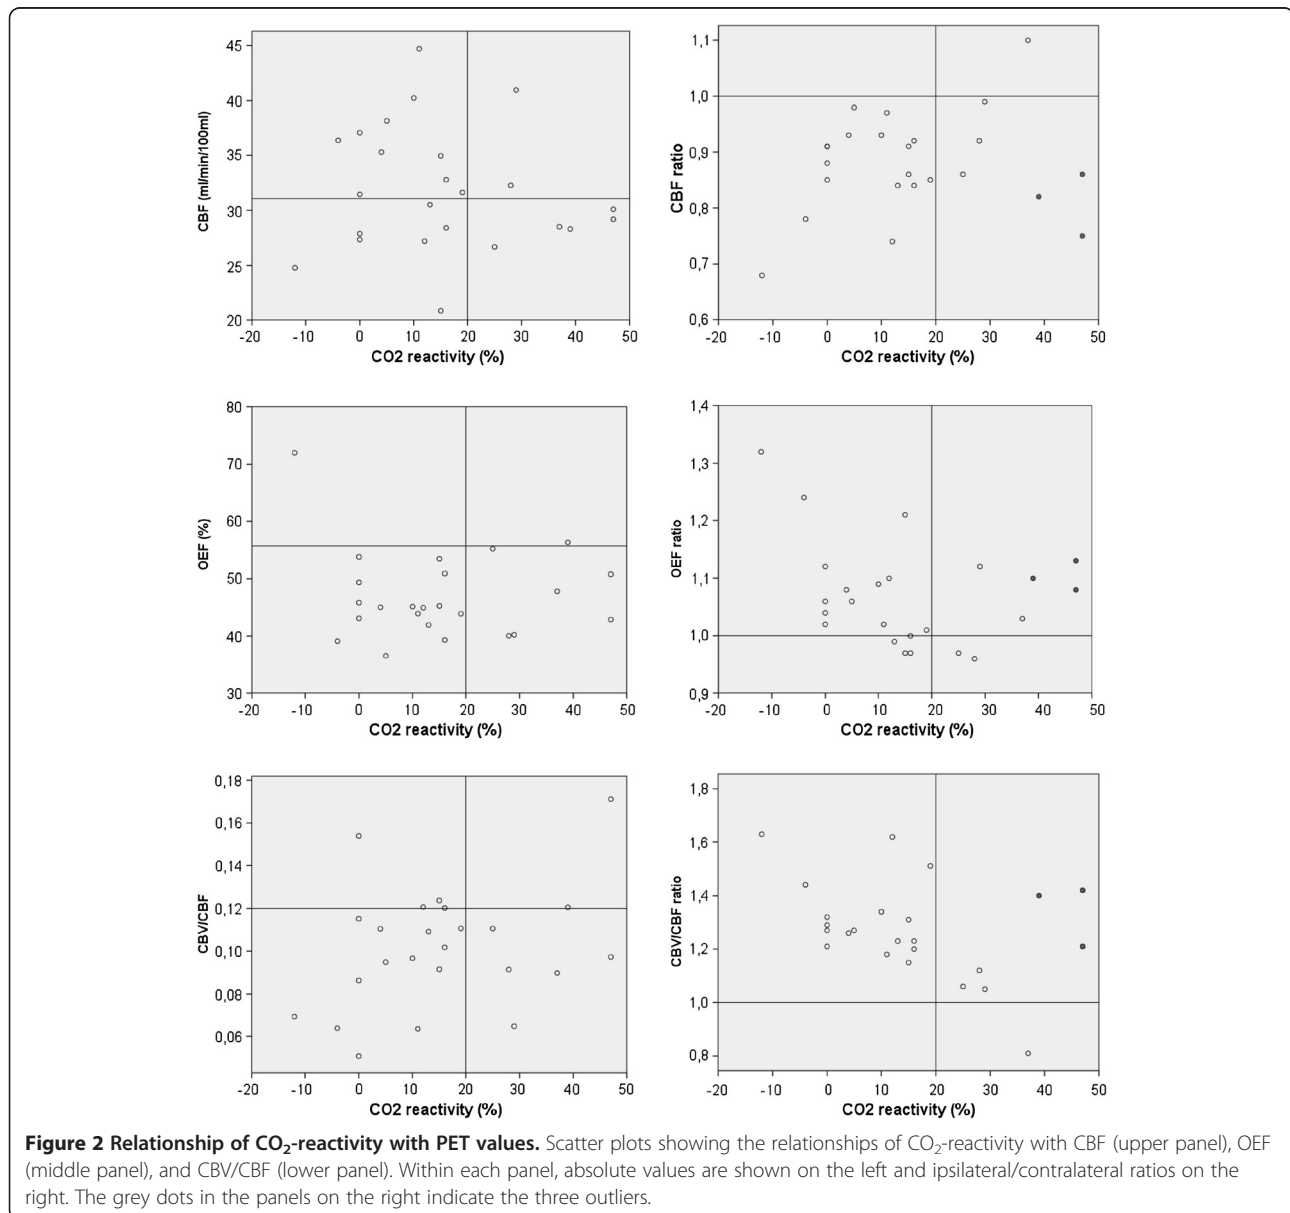 45
40
35
30
25
20
CBF (ml/min/100ml)
-20 -10 0 10 20 30 40 50
CO2 reactivity (%)
1,1
1,0
0,9
0,8
0,7
0,6
CBF ratio
-20 -10 0 10 20 30 40 50
CO2 reactivity (%)
80
70
60
50
40
30
OEF (%)
-20 -10 0 10 20 30 40 50
CO2 reactivity (%)
1,4
1,3
1,2
1,1
1,0
0,9
OEF ratio
-20 -10 0 10 20 30 40 50
CO2 reactivity (%)
0,18
0,16
0,14
0,12
0,10
0,08
0,06
CBV/CBF
-20 -10 0 10 20 30 40 50
CO2 reactivity (%)
1,8
1,6
1,4
1,2
1,0
0,8
CBV/CBF ratio
-20 -10 0 10 20 30 40 50
CO2 reactivity (%)
Figure 2 Relationship of CO₂-reactivity with PET values. Scatter plots showing the relationships of CO₂-reactivity with CBF (upper panel), OEF
(middle panel), and CBV/CBF (lower panel). Within each panel, absolute values are shown on the left and ipsilateral/contralateral ratios on the
right. The grey dots in the panels on the right indicate the three outliers.